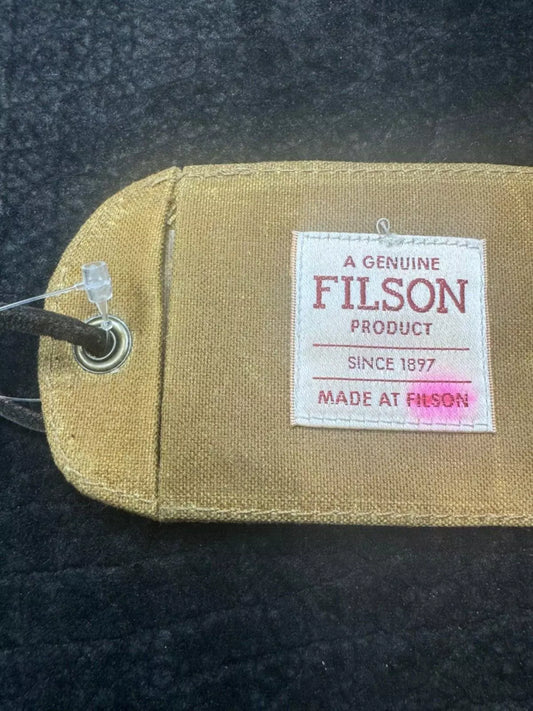 A GENUINE
FILSON
PRODUCT
SINCE 1897
MADE AT FILSON